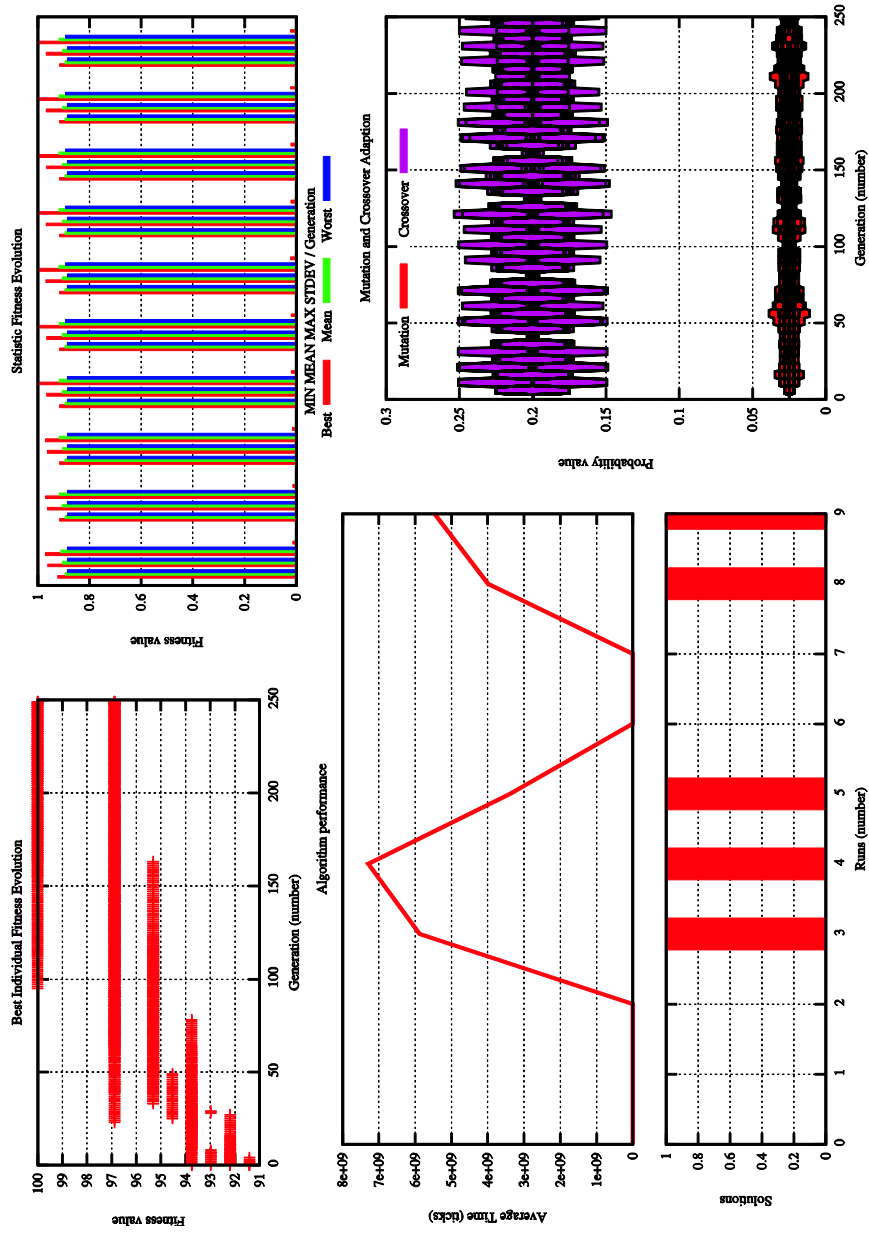 Best Individual Fitness Evolution
Fitness value
100
99
98
97
96
95
94
93
92
91
0
50
100
150
200
250
Generation (number)
Statistic Fitness Evolution
Fitness value
1
0.8
0.6
0.4
0.2
0
MIN MEAN MAX STDEV / Generation
Best
Mean
Worst
Algorithm performance
Average Time (ticks)
8e+09
7e+09
6e+09
5e+09
4e+09
3e+09
2e+09
1e+09
0
Solutions
1
0.8
0.6
0.4
0.2
0
0
1
2
3
4
5
6
7
8
9
Runs (number)
Mutation and Crossover Adaption
Mutation
Crossover
Probability value
0.3
0.25
0.2
0.15
0.1
0.05
0
0
50
100
150
200
250
Generation (number)